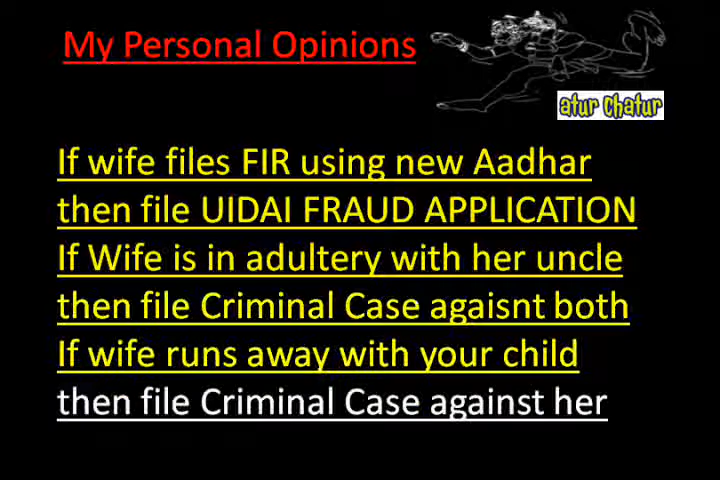 My Personal Opinions
atur chatur
If wife files FIR using new Aadhar
then file UIDAI FRAUD APPLICATION
If Wife is in adultery with her uncle
then file Criminal Case agaisnt both
If wife runs away with your child
then file Criminal Case against her